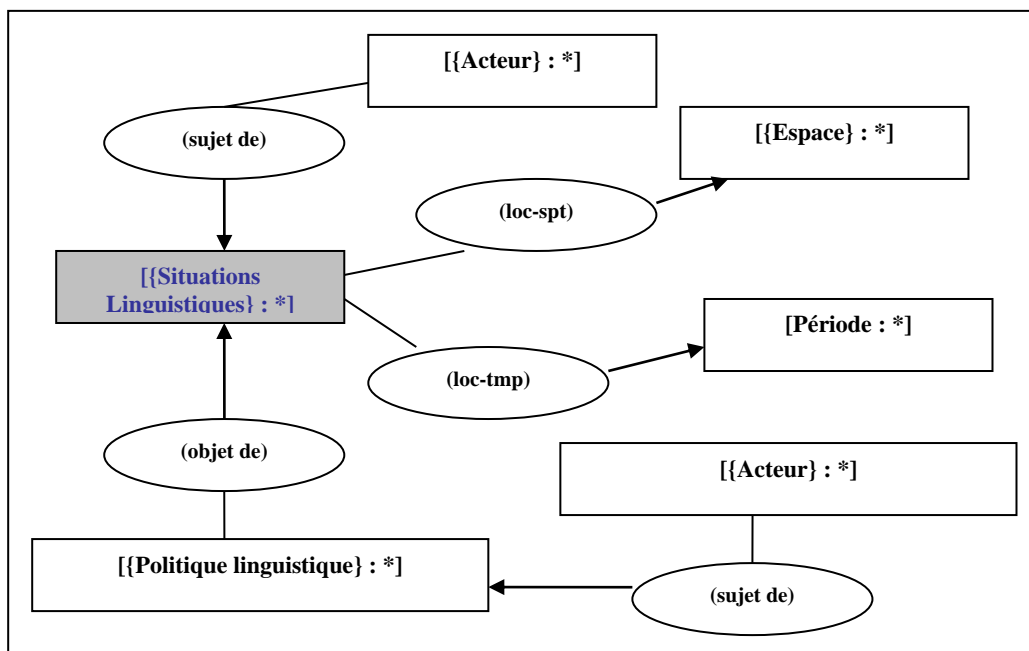 [{Acteur} : *]
(sujet de)
[{Espace} : *]
(loc-spt)
[{Situations
Linguistiques} : *]
[Période : *]
(loc-tmp)
(objet de)
[{Acteur} : *]
[{Politique linguistique} : *]
(sujet de)